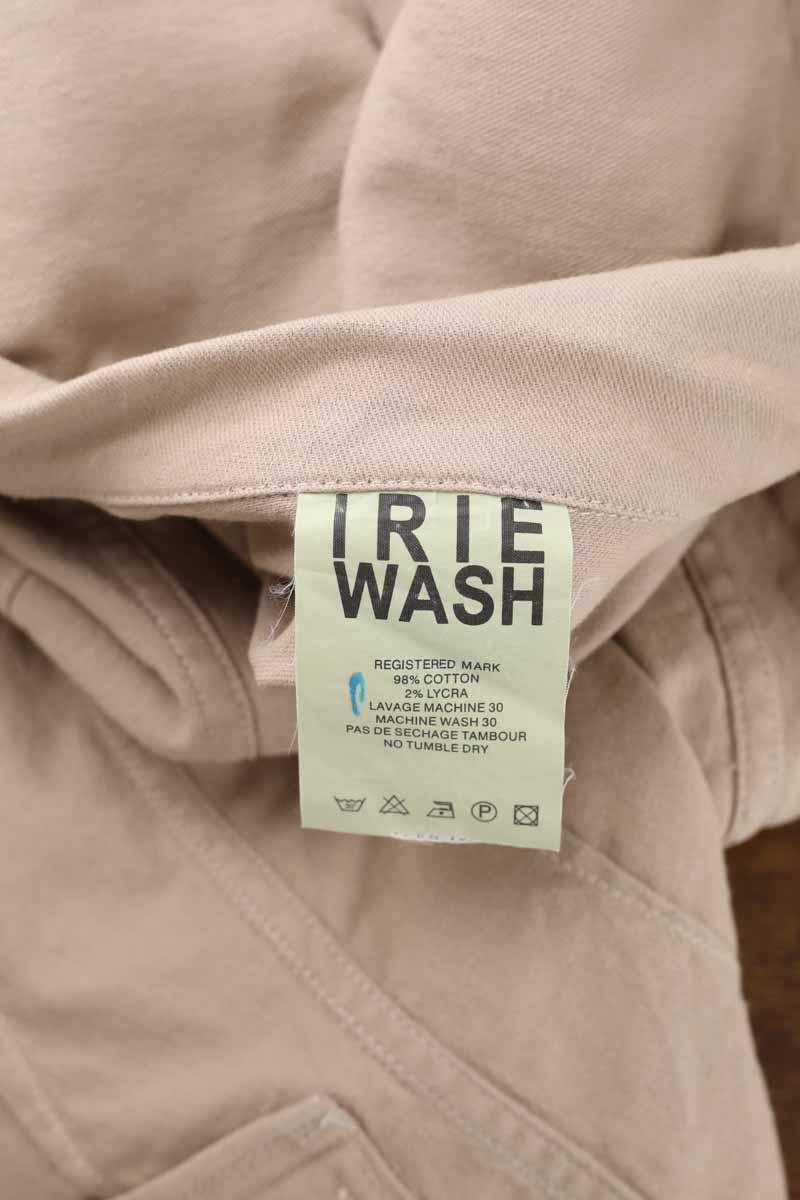 IRIE
WASH
REGISTERED MARK
98% COTTON
2% LYCRA
LAVAGE MACHINE 30
MACHINE WASH 30
PAS DE SECHAGE TAMBOUR
NO TUMBLE DRY
30 P